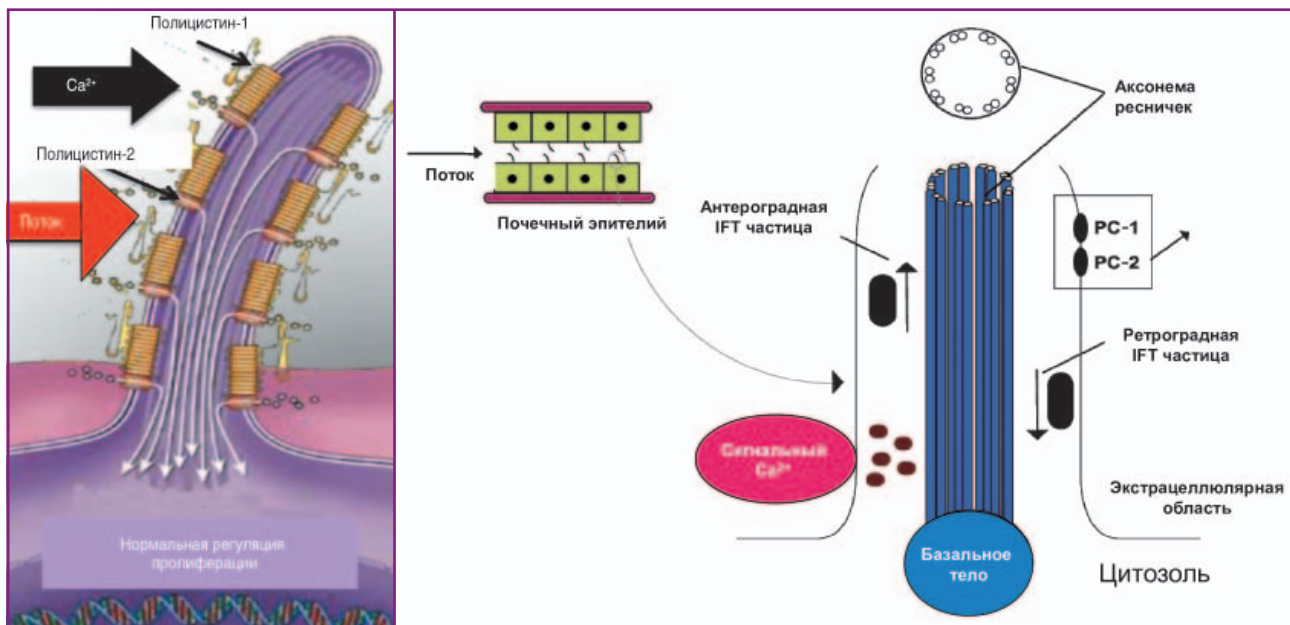 Полицистин-1
Ca²⁺
Полицистин-2
Поток
Нормальная регуляция
пролиферации
Поток
Почечный эпителий
Аксонема
ресничек
Антероградная
IFT частица
PC-1
PC-2
Ретроградная
IFT частица
Сигнальный
Ca²⁺
Экстрацеллюлярная
область
Базальное
тело
Цитозоль